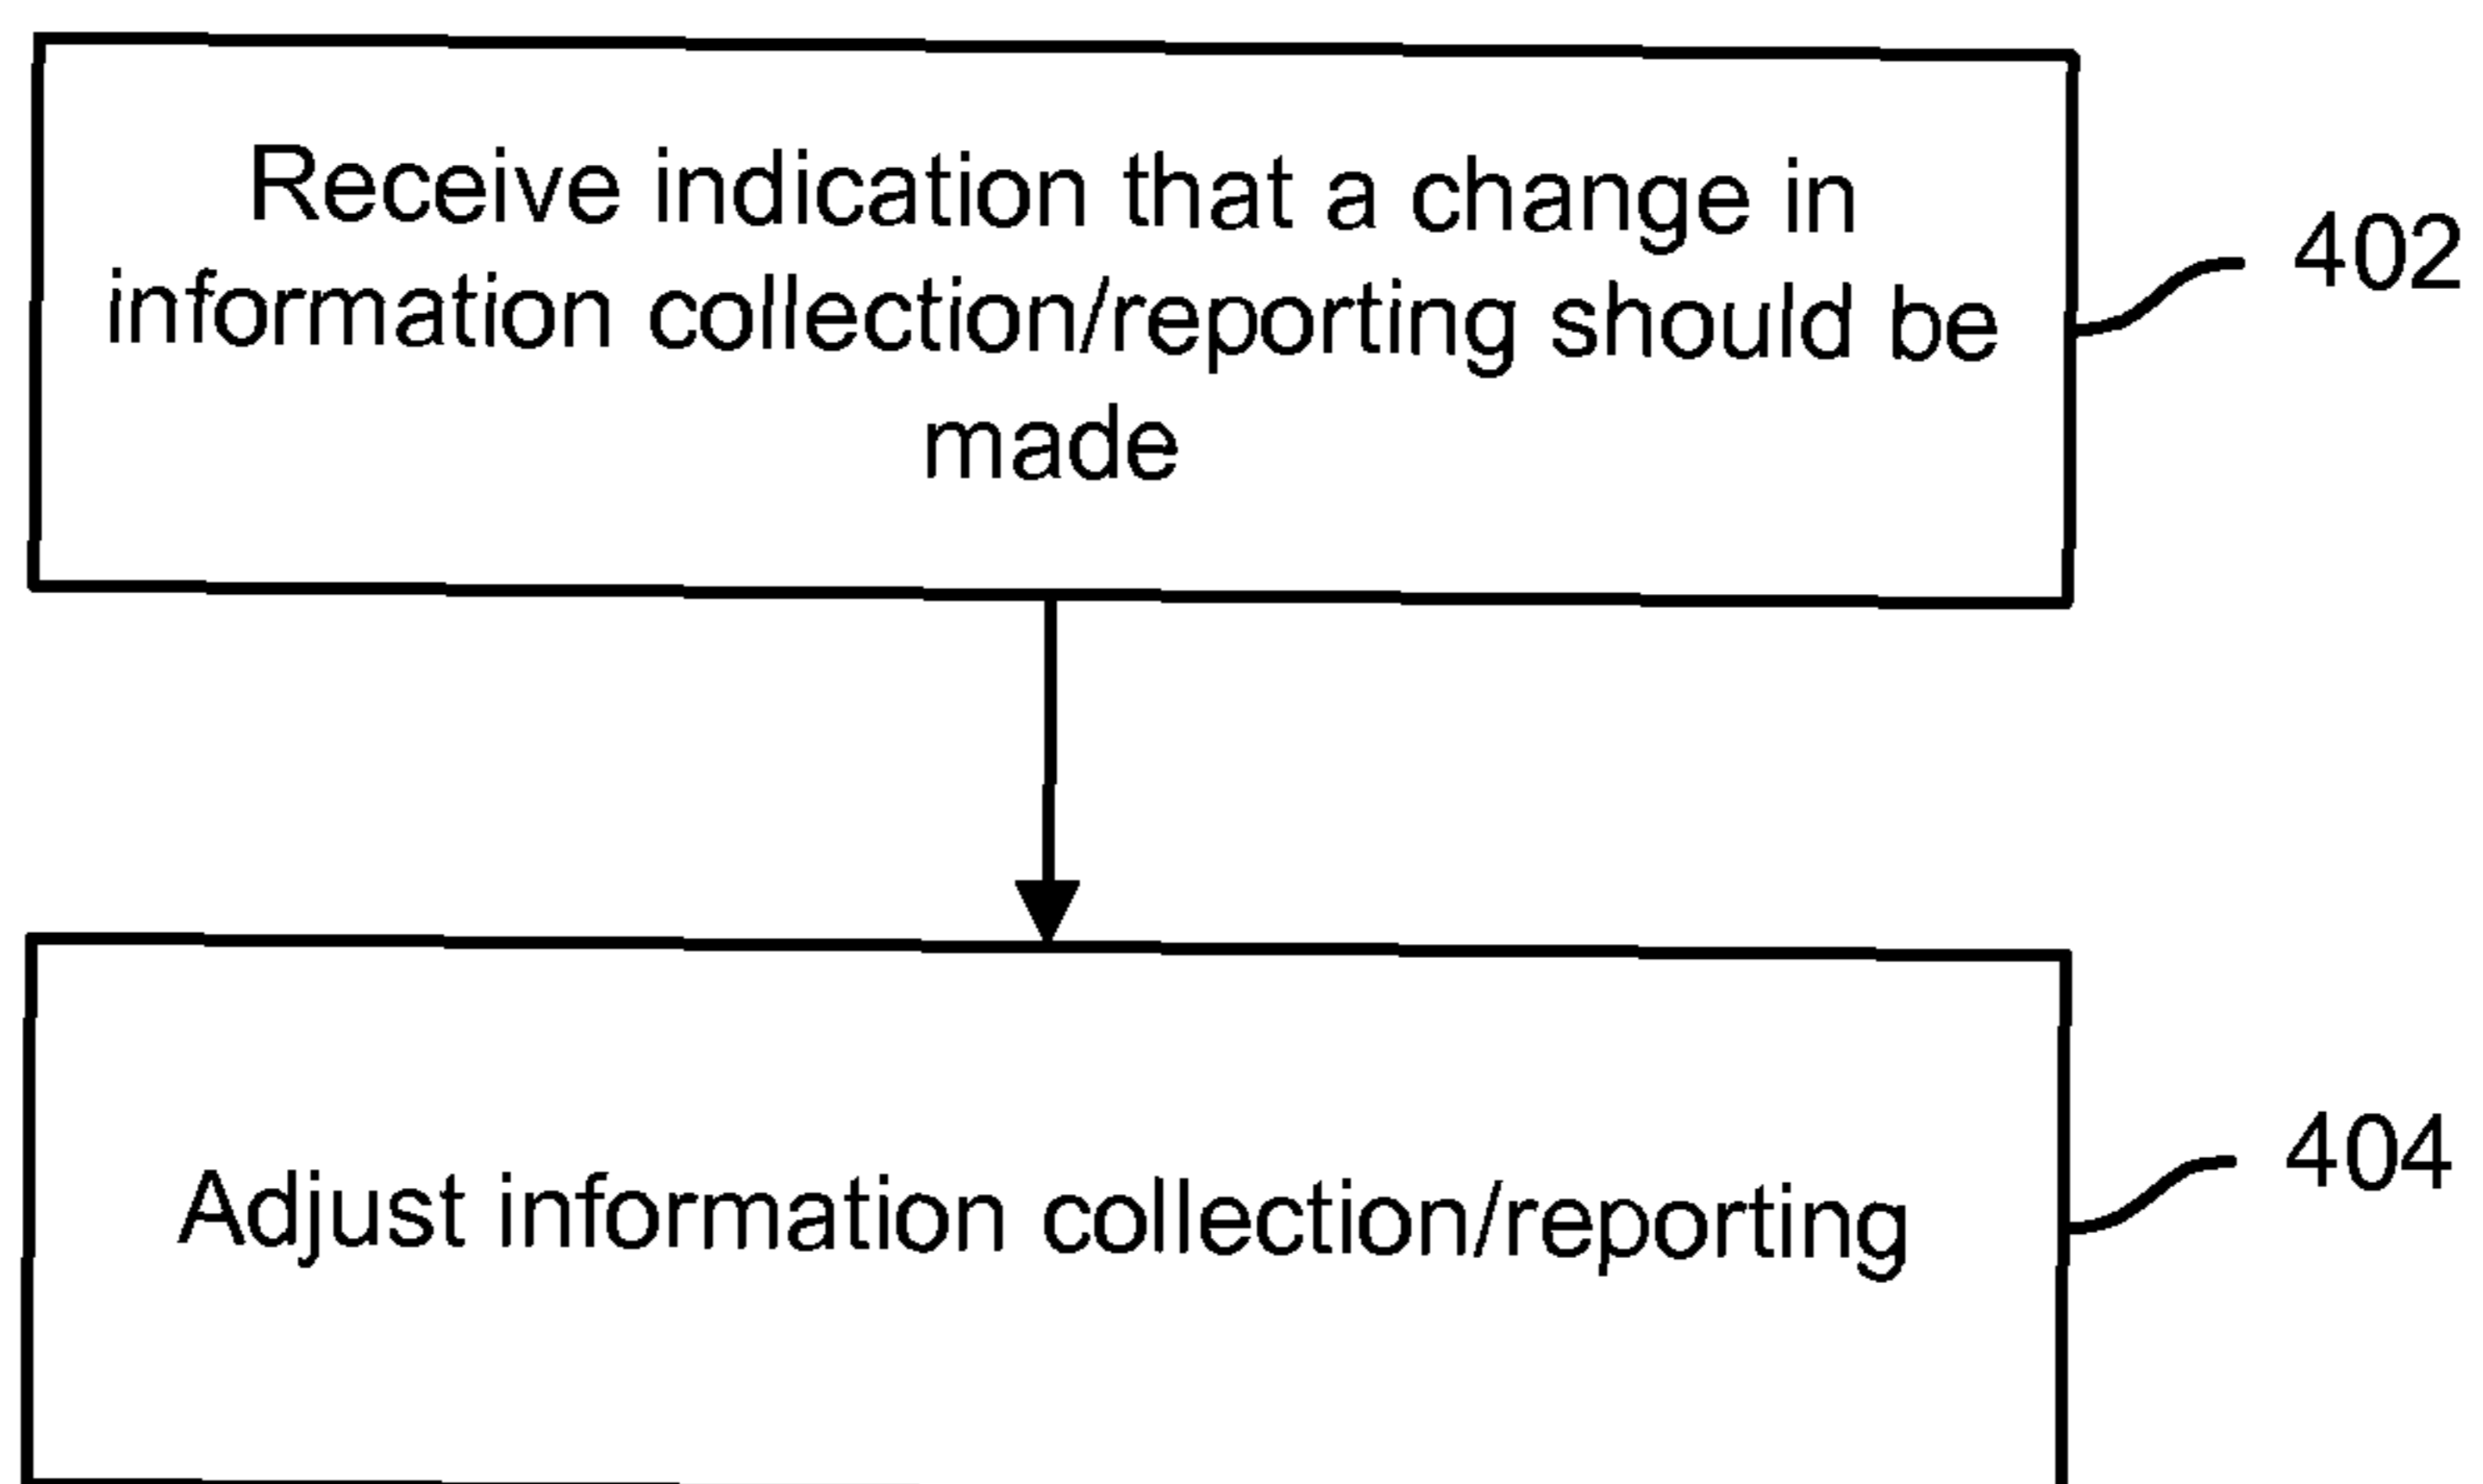 Receive indication that a change in
information collection/reporting should be
made
402
Adjust information collection/reporting
404